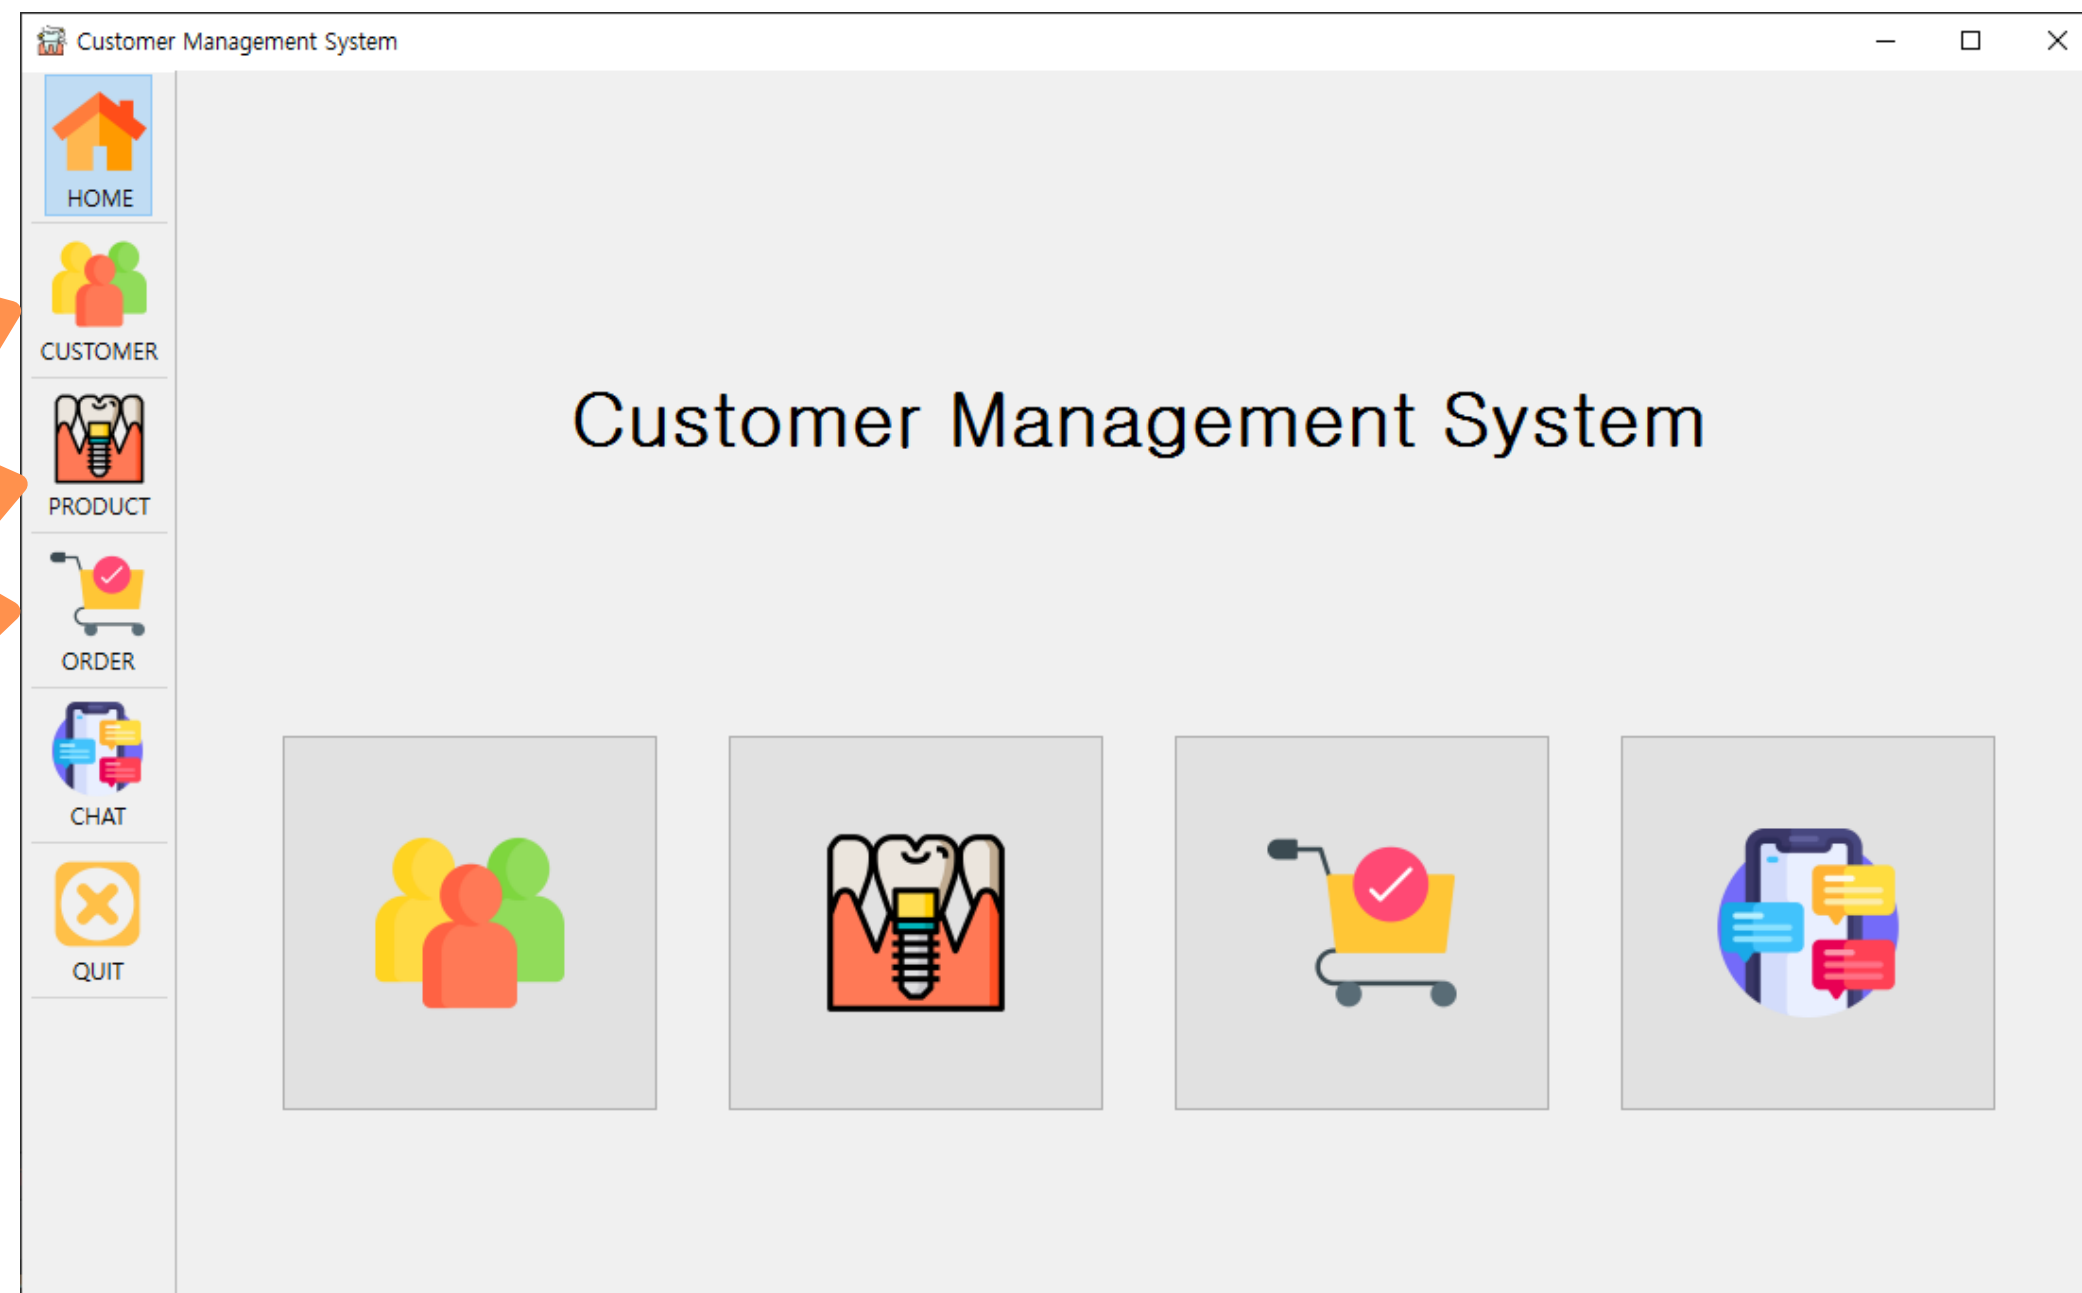 Customer Management System
HOME
CUSTOMER
PRODUCT
ORDER
CHAT
QUIT
Customer Management System